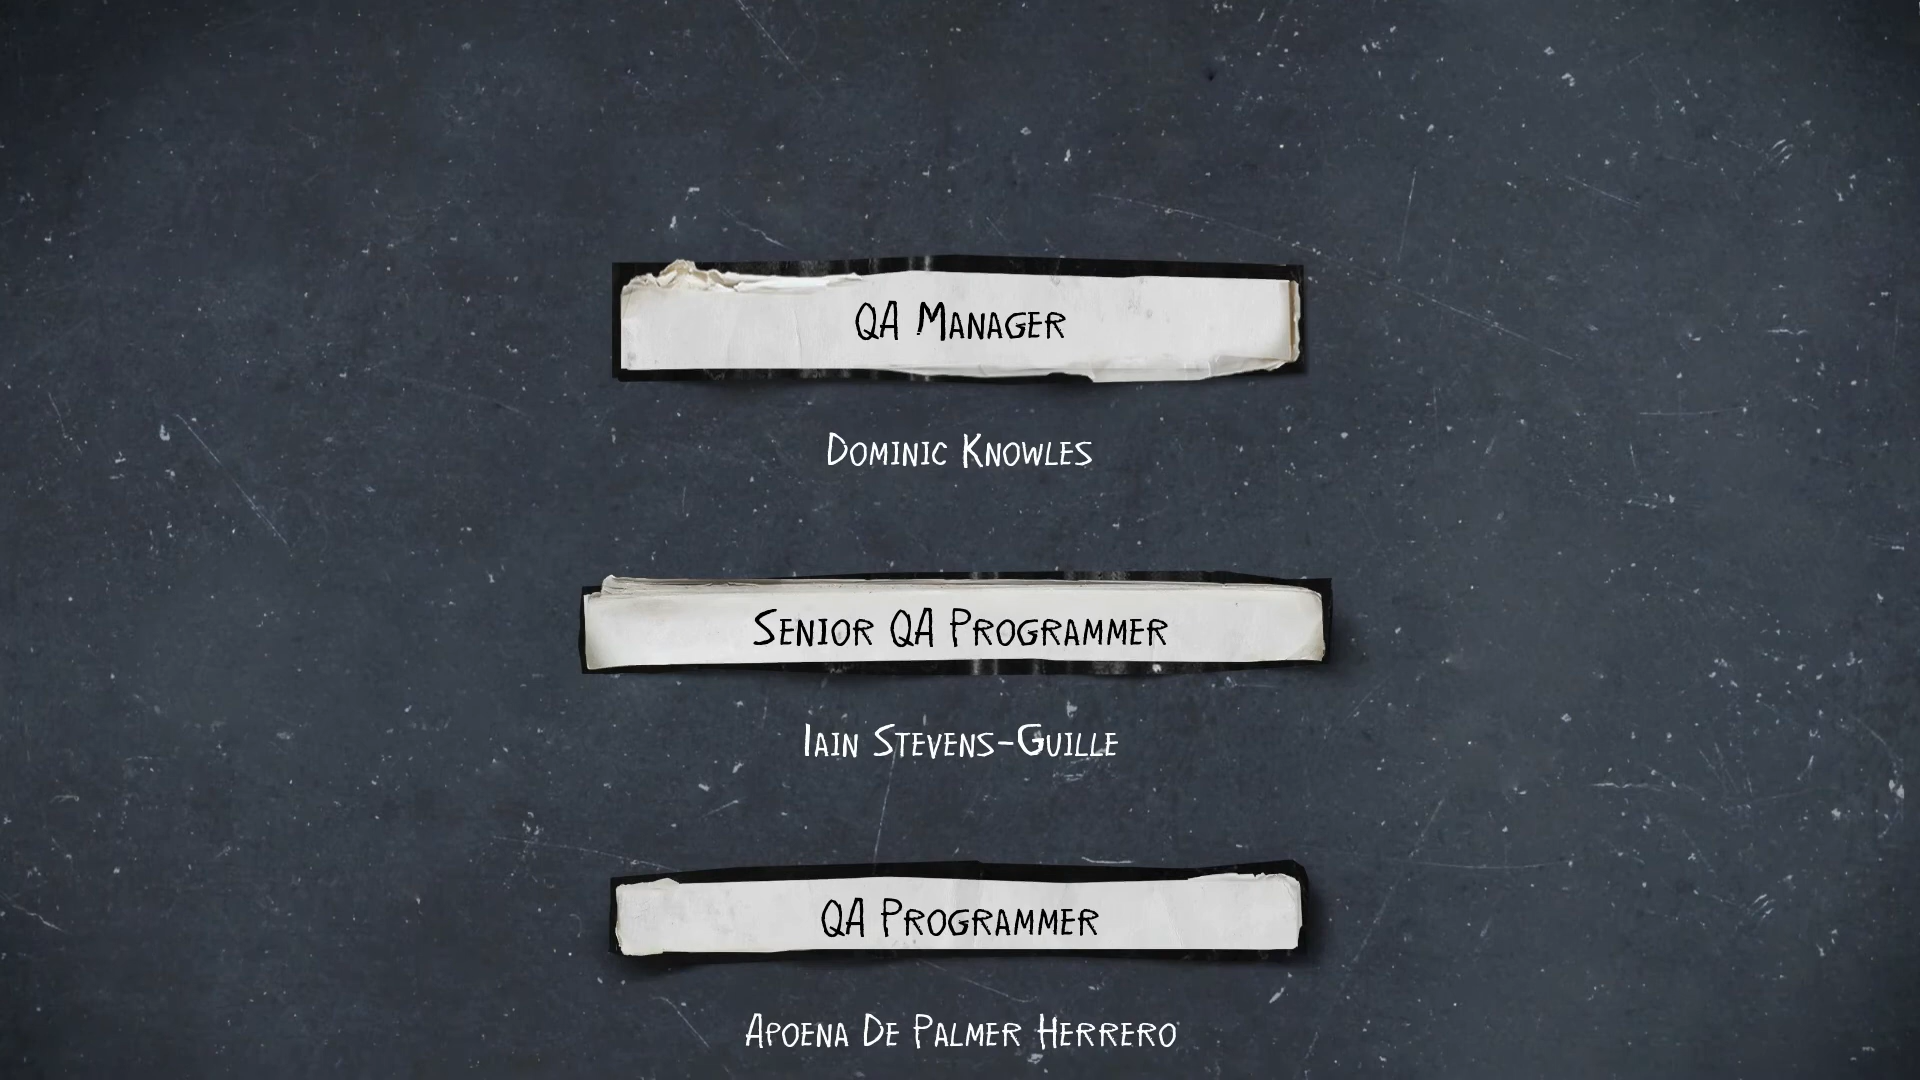 QA Manager
Dominic Knowles
Senior QA Programmer
Iain Stevens-Guille
QA Programmer
Apoena De Palmer Herrero